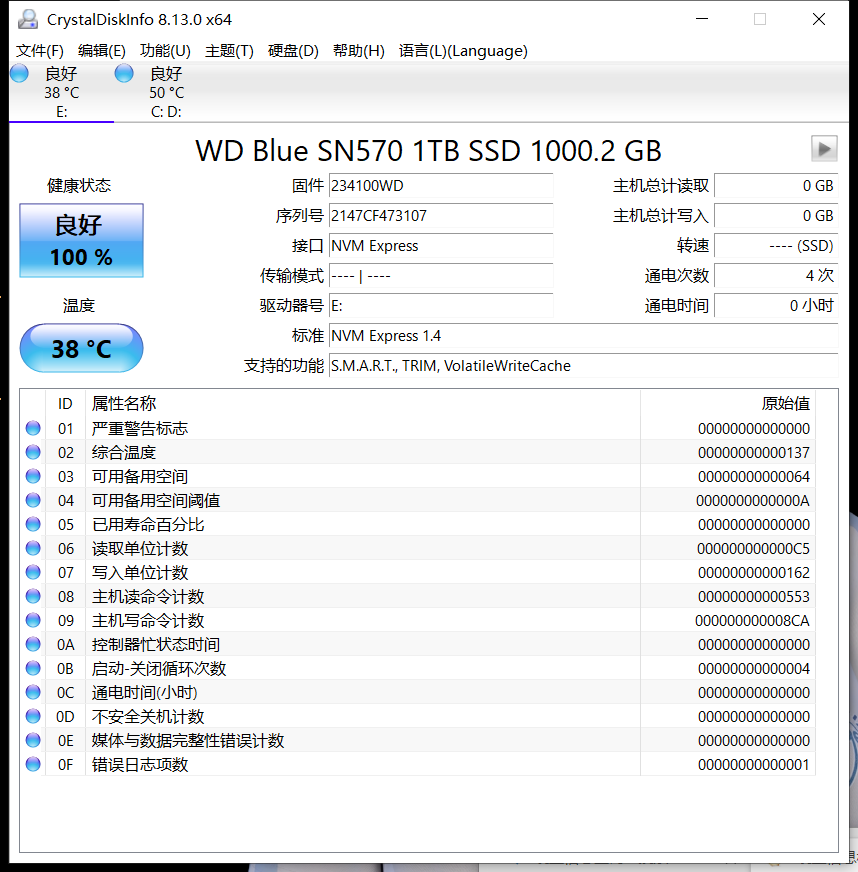 CrystalDiskInfo 8.13.0 x64
文件(F) 编辑(E) 功能(U) 主题(T) 硬盘(D) 帮助(H) 语言(L)(Language)
良好 良好
38 °C 50 °C
E: C: D:
WD Blue SN570 1TB SSD 1000.2 GB
健康状态 固件 234100WD 主机总计读取 0 GB
良好 序列号 2147CF473107 主机总计写入 0 GB
100 % 接口 NVM Express 转速 ---- (SSD)
传输模式 ---- | ---- 通电次数 4 次
温度 驱动器号 E: 通电时间 0 小时
38 °C 标准 NVM Express 1.4
支持的功能 S.M.A.R.T., TRIM, VolatileWriteCache
ID 属性名称 原始值
01 严重警告标志 00000000000000
02 综合温度 00000000000137
03 可用备用空间 00000000000064
04 可用备用空间阈值 0000000000000A
05 已用寿命百分比 00000000000000
06 读取单位计数 000000000000C5
07 写入单位计数 00000000000162
08 主机读命令计数 00000000000553
09 主机写命令计数 000000000008CA
0A 控制器忙状态时间 00000000000000
0B 启动-关闭循环次数 00000000000004
0C 通电时间(小时) 00000000000000
0D 不安全关机计数 00000000000000
0E 媒体与数据完整性错误计数 00000000000000
0F 错误日志项数 00000000000001